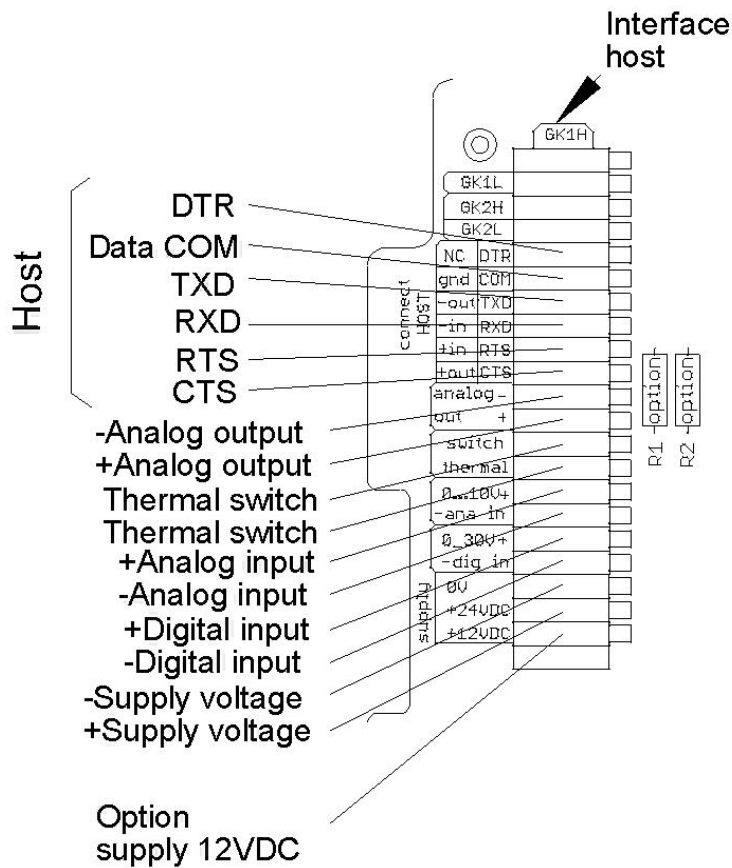 Interface
host
GK1H
GK1L
GK2H
GK2L
Host
DTR
Data COM
TXD
RXD
RTS
CTS
-Analog output
+Analog output
Thermal switch
Thermal switch
+Analog input
-Analog input
+Digital input
-Digital input
-Supply voltage
+Supply voltage
Option
supply 12VDC
connect
HOST
NC DTR
gnd COM
-out TXD
-in RXD
+in RTS
+out CTS
analog -
out +
switch
thermal
0...10V+
-ana in
0_30V+
-dig in
supply
0V
+24VDC
+12VDC
R1 -option-
R2 -option-